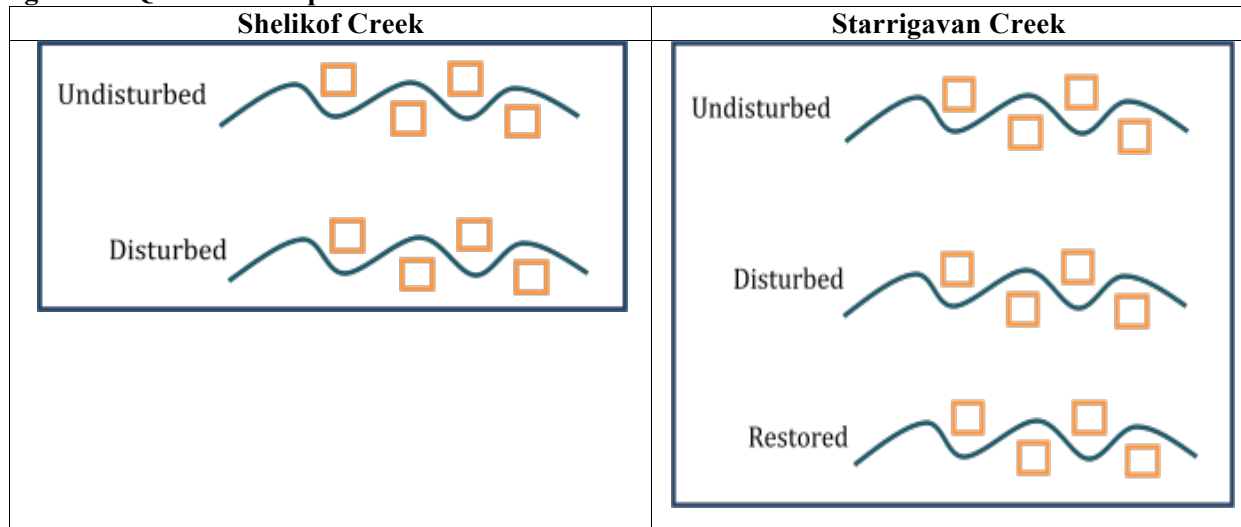 Shelikof Creek
Starrigavan Creek
Undisturbed
Disturbed
Undisturbed
Disturbed
Restored